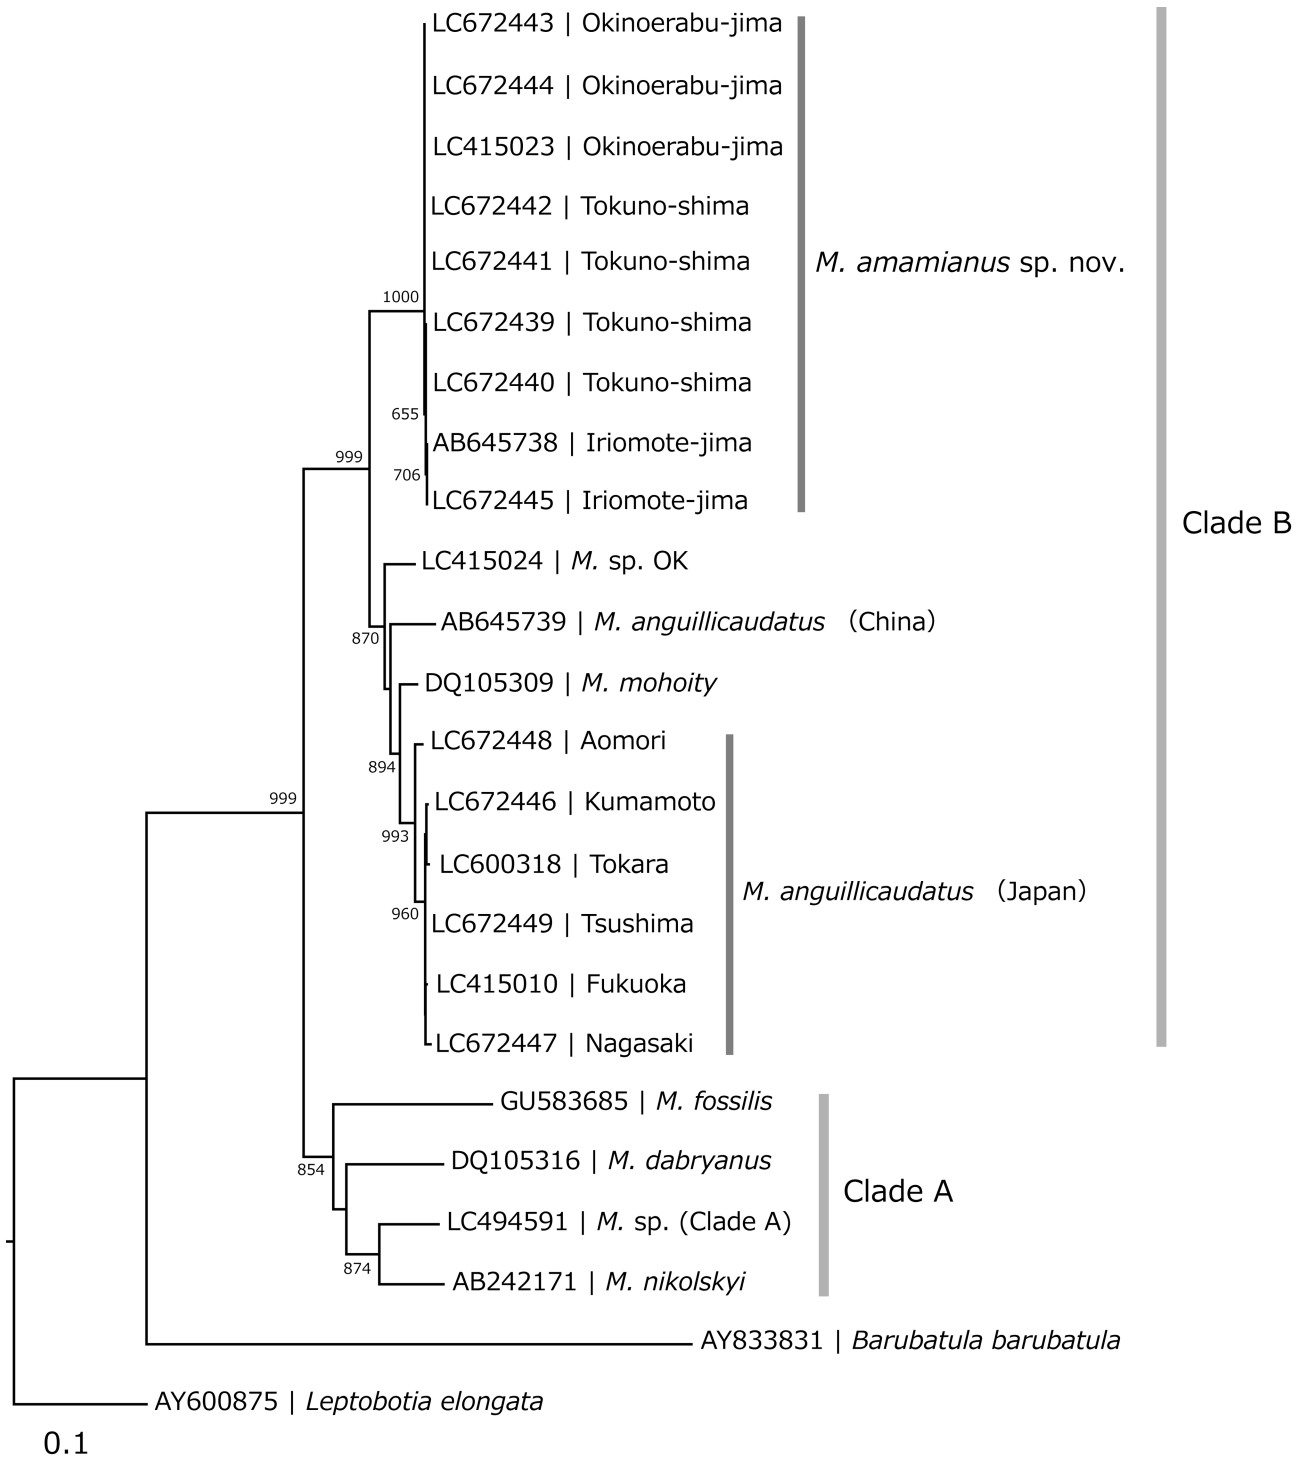 LC672443 | Okinoerabu-jima
LC672444 | Okinoerabu-jima
LC415023 | Okinoerabu-jima
LC672442 | Tokuno-shima
LC672441 | Tokuno-shima
M. amamianus sp. nov.
1000
LC672439 | Tokuno-shima
LC672440 | Tokuno-shima
655
AB645738 | Iriomote-jima
999
706
LC672445 | Iriomote-jima
Clade B
LC415024 | M. sp. OK
AB645739 | M. anguillicaudatus （China）
870
DQ105309 | M. mohoity
LC672448 | Aomori
894
LC672446 | Kumamoto
999
993
LC600318 | Tokara
M. anguillicaudatus （Japan）
960
LC672449 | Tsushima
LC415010 | Fukuoka
LC672447 | Nagasaki
GU583685 | M. fossilis
854
DQ105316 | M. dabryanus
Clade A
LC494591 | M. sp. (Clade A)
874
AB242171 | M. nikolskyi
AY833831 | Barubatula barubatula
AY600875 | Leptobotia elongata
0.1